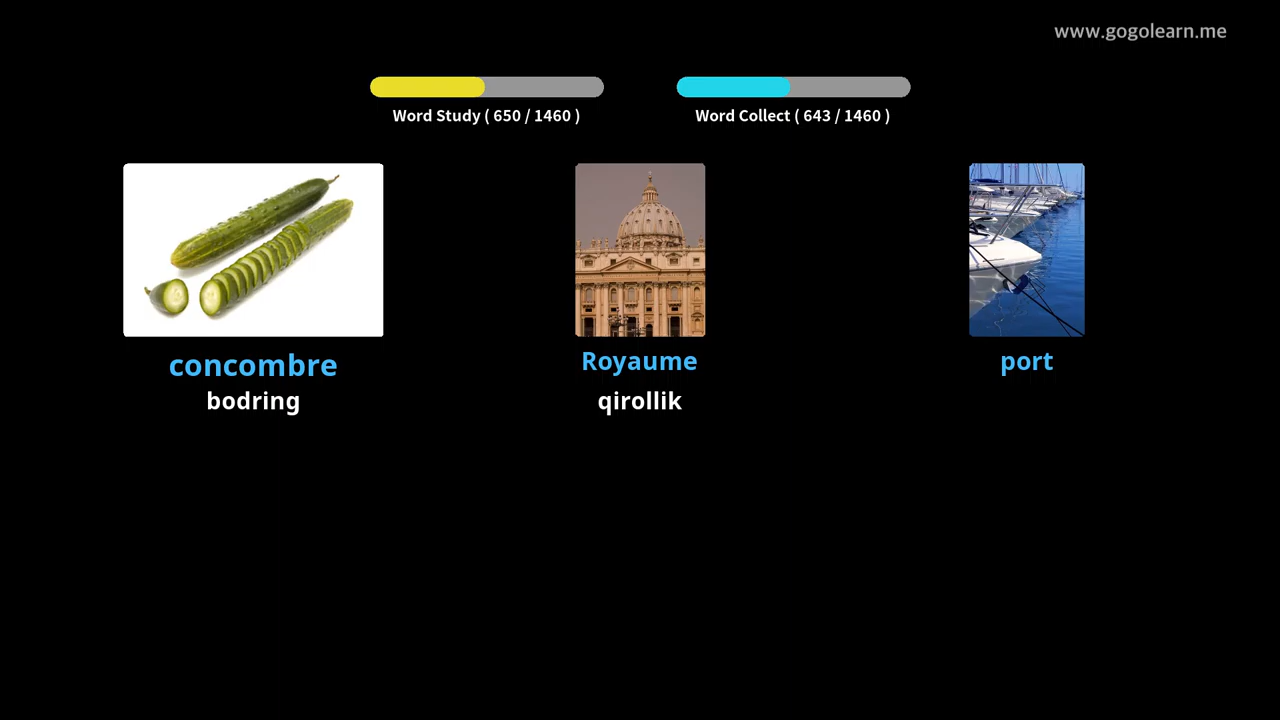 www.gogolearn.me
Word Study ( 650 / 1460 )
Word Collect ( 643 / 1460 )
concombre
bodring
Royaume
qirollik
port